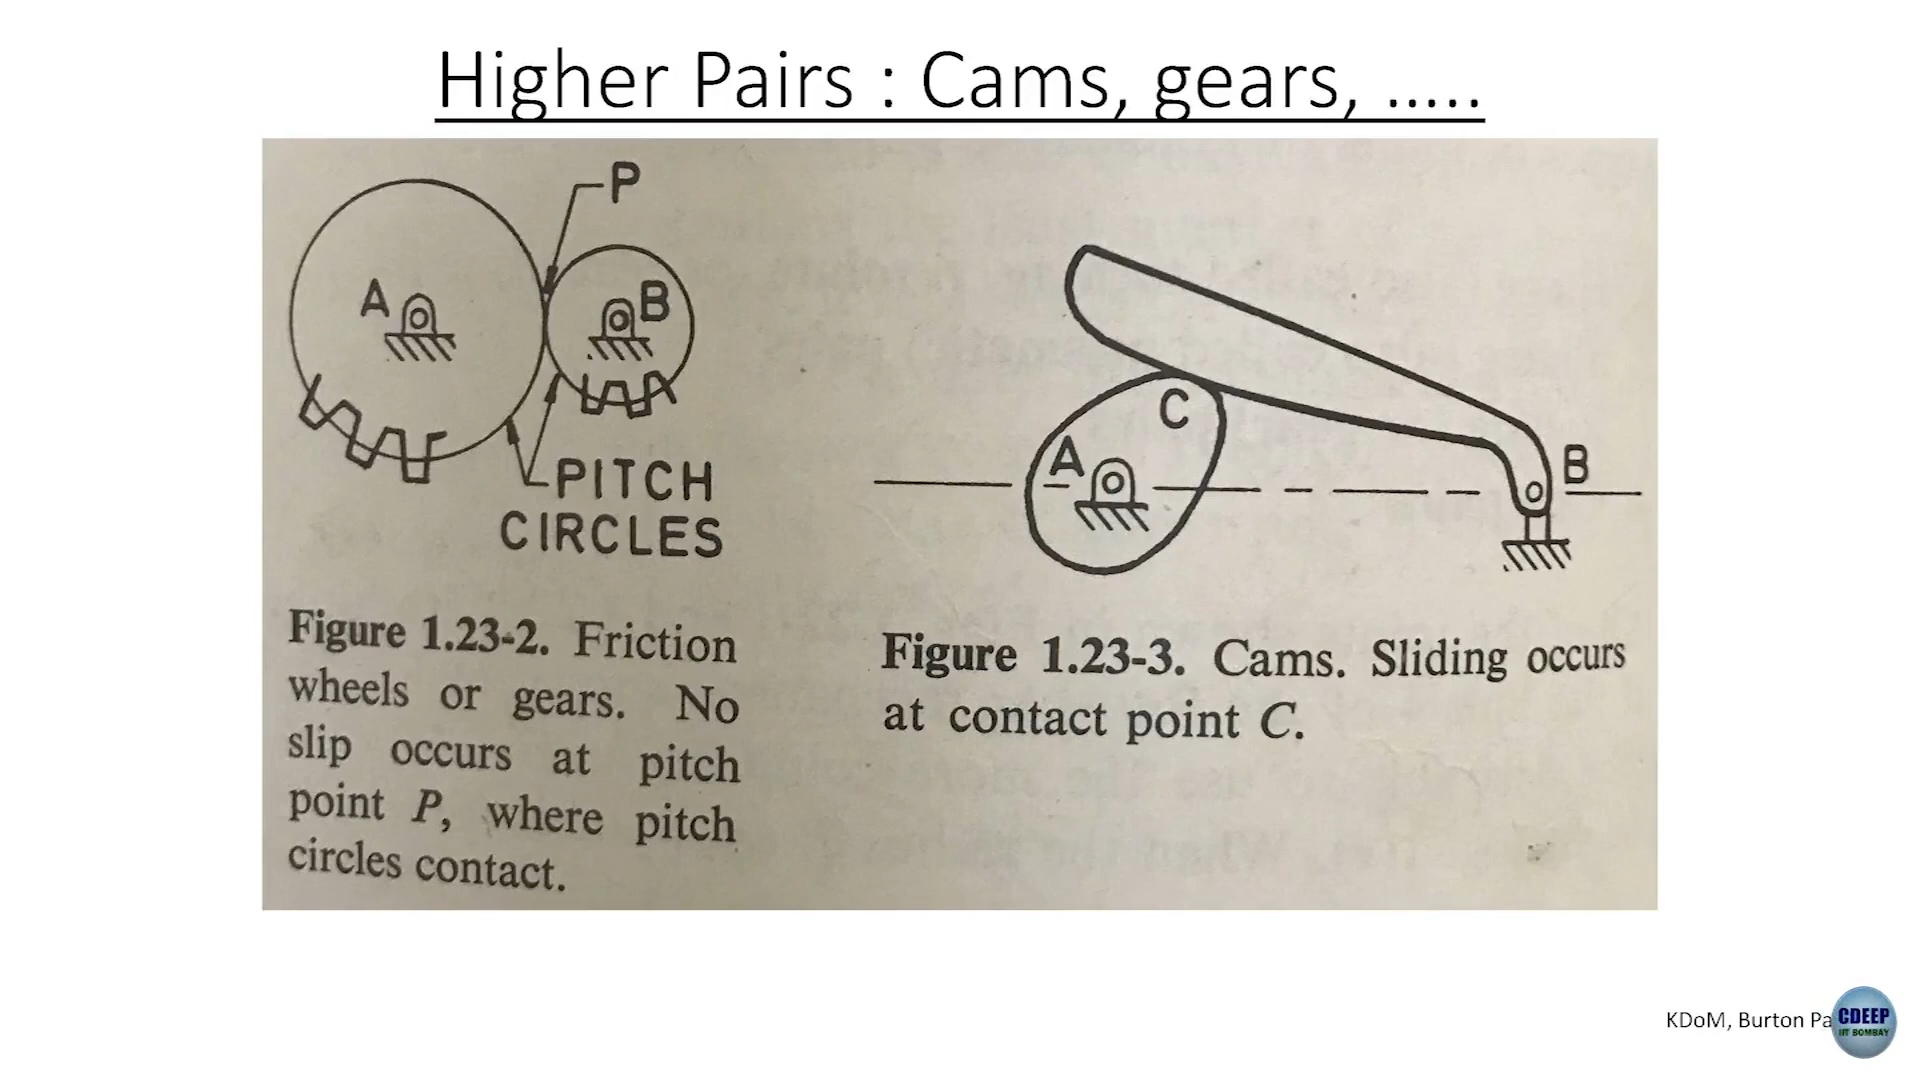 Higher Pairs : Cams, gears, .....
P
A
B
PITCH
CIRCLES
Figure 1.23-2. Friction
wheels or gears. No
slip occurs at pitch
point P, where pitch
circles contact.
C
A
B
Figure 1.23-3. Cams. Sliding occurs
at contact point C.
KDoM, Burton Pa
CDEEP
IIT BOMBAY